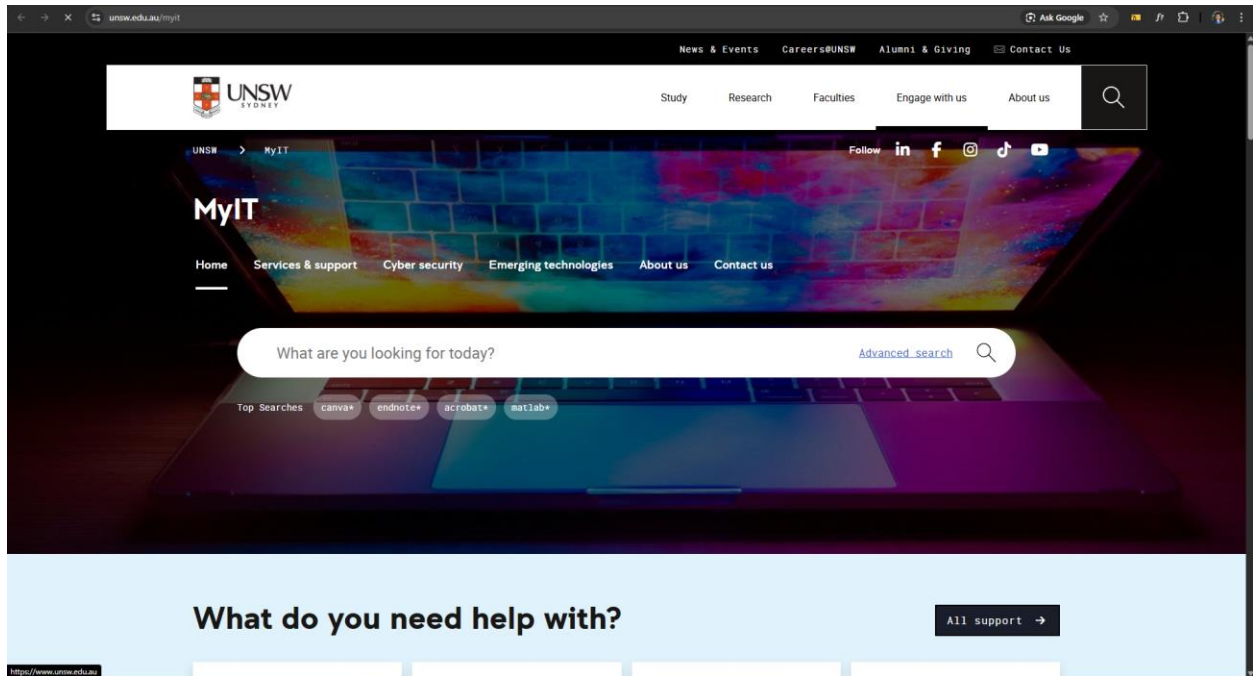 unsw.edu.au/myit
Ask Google
News & Events Careers@UNSW Alumni & Giving Contact Us
UNSW
SYDNEY
Study Research Faculties Engage with us About us
UNSW > MyIT
Follow
MyIT
Home Services & support Cyber security Emerging technologies About us Contact us
What are you looking for today? Advanced search
Top Searches canva* endnote* acrobat* matlab*
What do you need help with?
All support →
https://www.unsw.edu.au